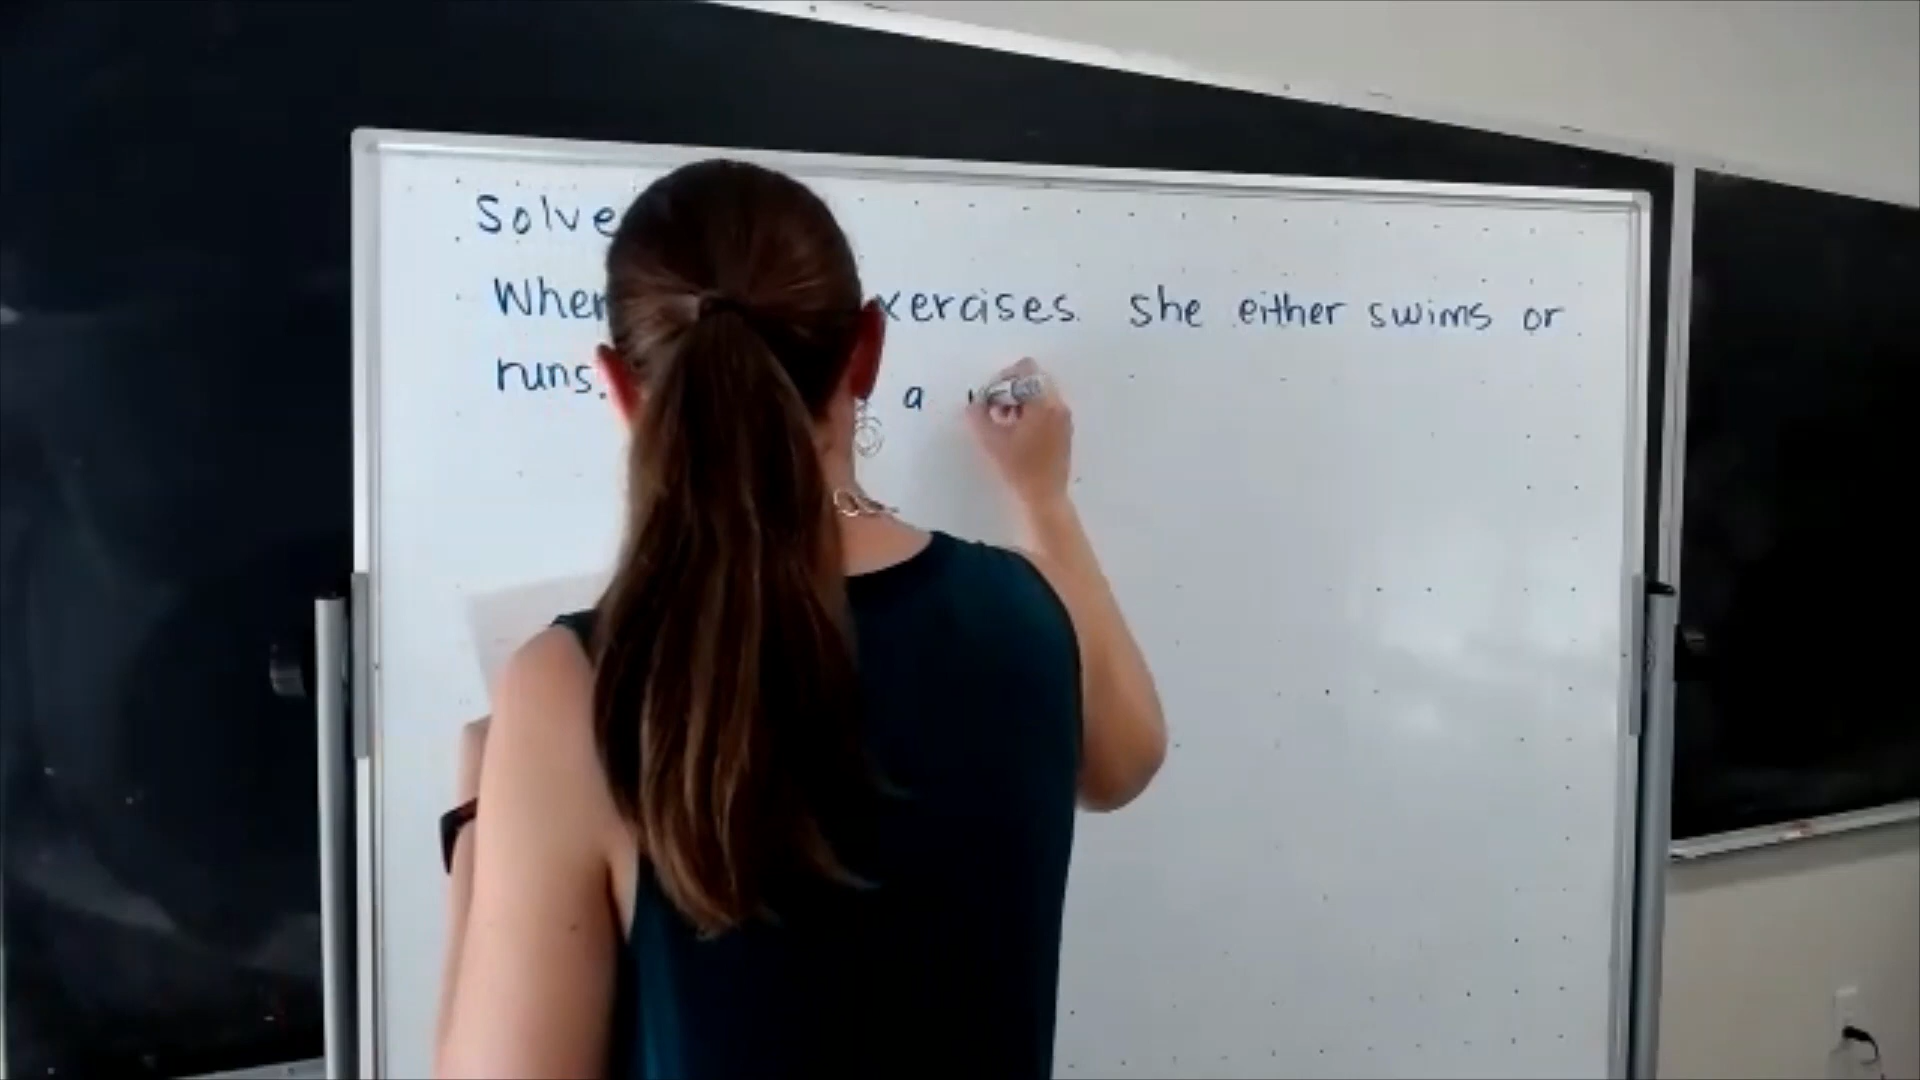 Solve
When exercises she either swims or
runs. a